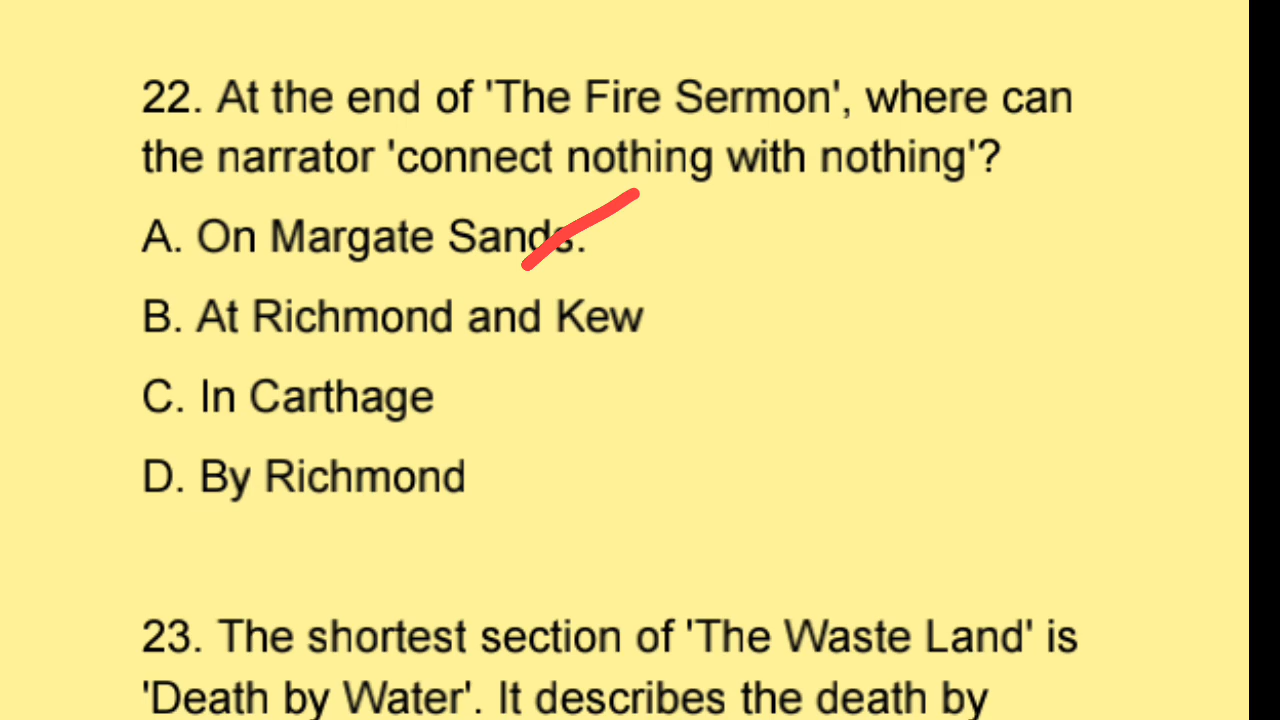 22. At the end of 'The Fire Sermon', where can
the narrator 'connect nothing with nothing'?
A. On Margate Sands.
B. At Richmond and Kew
C. In Carthage
D. By Richmond
23. The shortest section of 'The Waste Land' is
'Death by Water'. It describes the death by